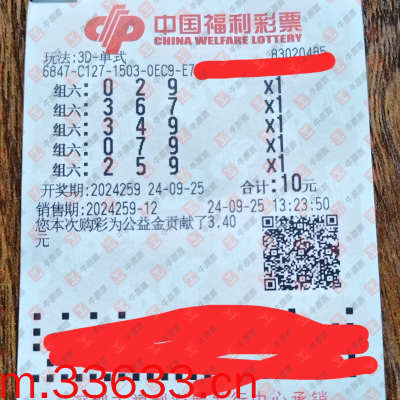 中国福利彩票
CHINA WELFARE LOTTERY
玩法:3D-单式 83020485
6847-C127-1503-0EC9-E7
组六: 0 2 9 x1
组六: 3 6 7 x1
组六: 3 4 9 x1
组六: 0 7 9 x1
组六: 2 5 9 x1
开奖期:2024259 24-09-25 合计:10元
销售期:2024259-12 24-09-25 13:23:50
您本次购彩为公益金贡献了3.40
元
m.33633.cn